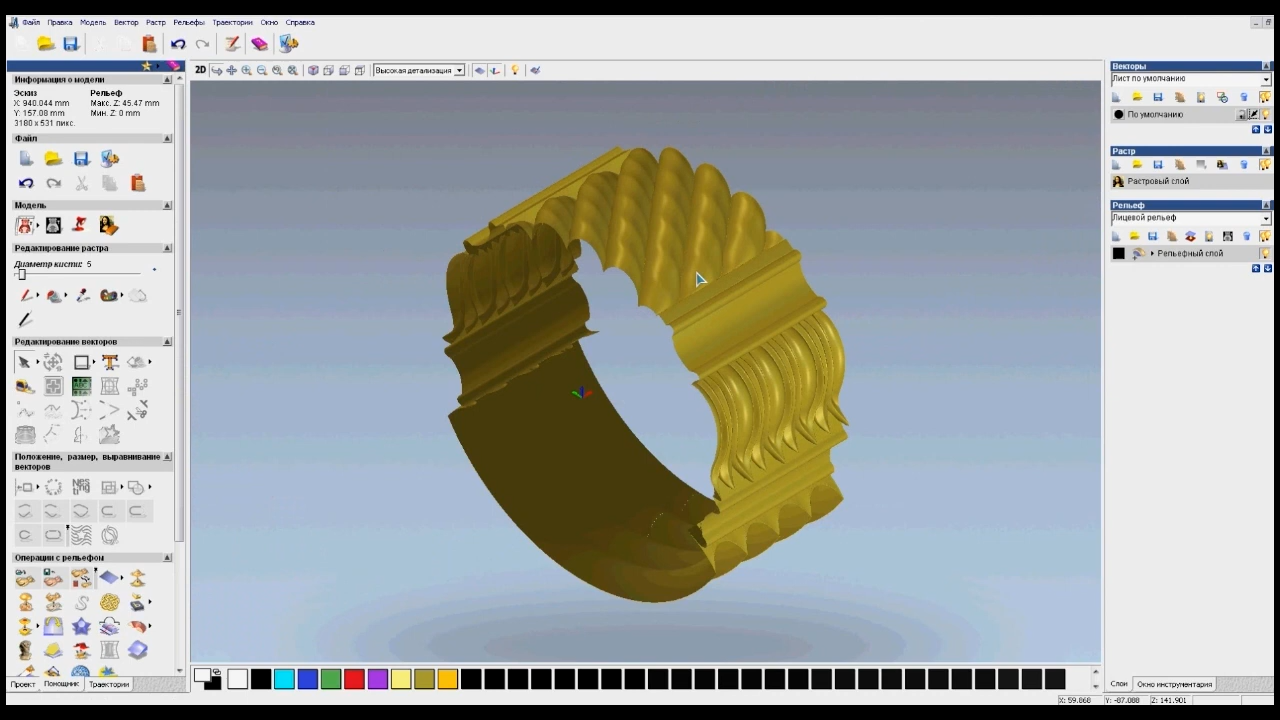 Файл Правка Модель Вектор Растр Рельефы Траектории Окно Справка
2D
Высокая детализация
Информация о модели
Эскиз Рельеф
X: 940.044 mm Макс. Z: 45.47 mm
Y: 157.08 mm Мин. Z: 0 mm
3180 x 531 пикс.
Файл
Модель
Редактирование растра
Диаметр кисти: 5
Редактирование векторов
Положение, размер, выравнивание
векторов
Операции с рельефом
Проект Помощник Траектории
Векторы
Лист по умолчанию
По умолчанию
Растр
Растровый слой
Рельеф
Лицевой рельеф
Рельефный слой
Слои Окно инструментария
X: 59.868 Y: -87.088 Z: 141.901